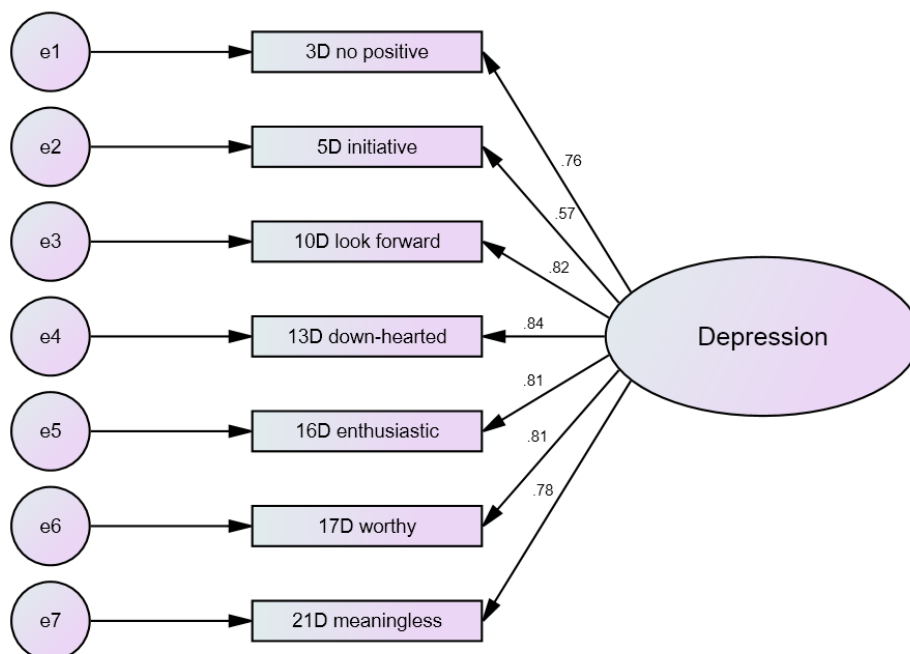 e1
3D no positive
.76
e2
5D initiative
.57
e3
10D look forward
.82
e4
13D down-hearted
.84
Depression
e5
16D enthusiastic
.81
e6
17D worthy
.81
e7
21D meaningless
.78